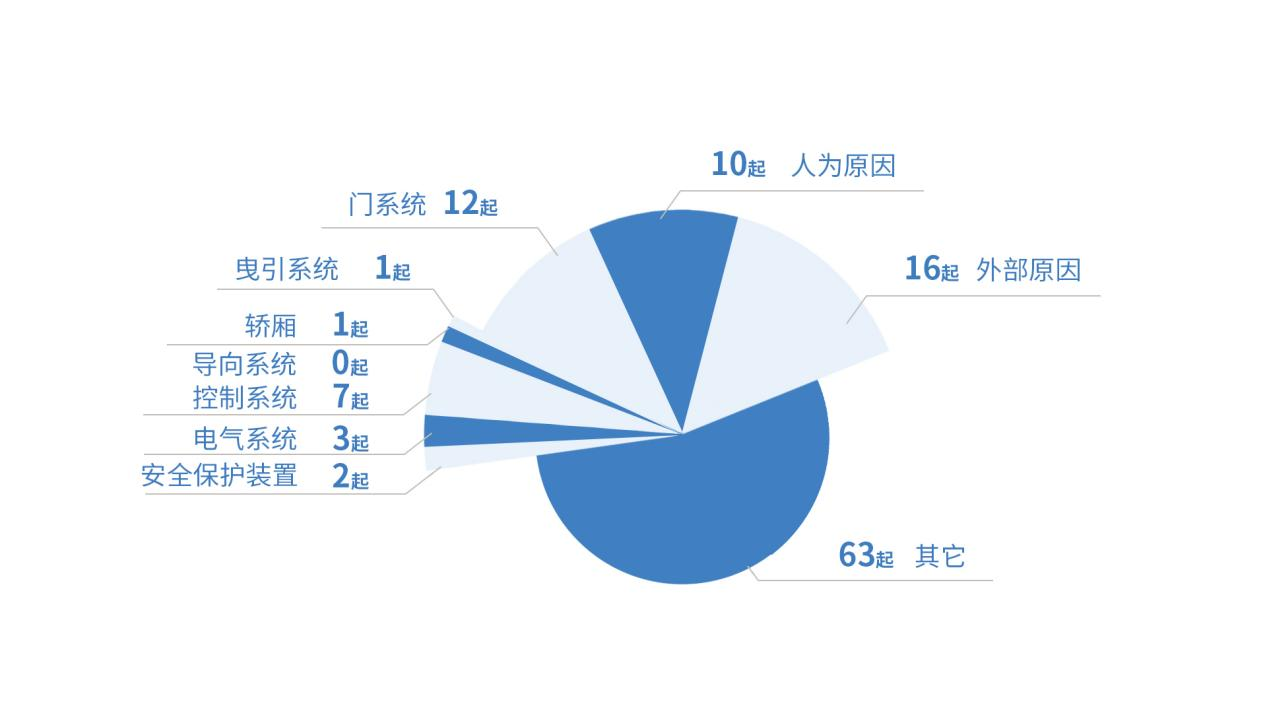 10起 人为原因
门系统 12起
曳引系统 1起
16起 外部原因
轿厢 1起
导向系统 0起
控制系统 7起
电气系统 3起
安全保护装置 2起
63起 其它